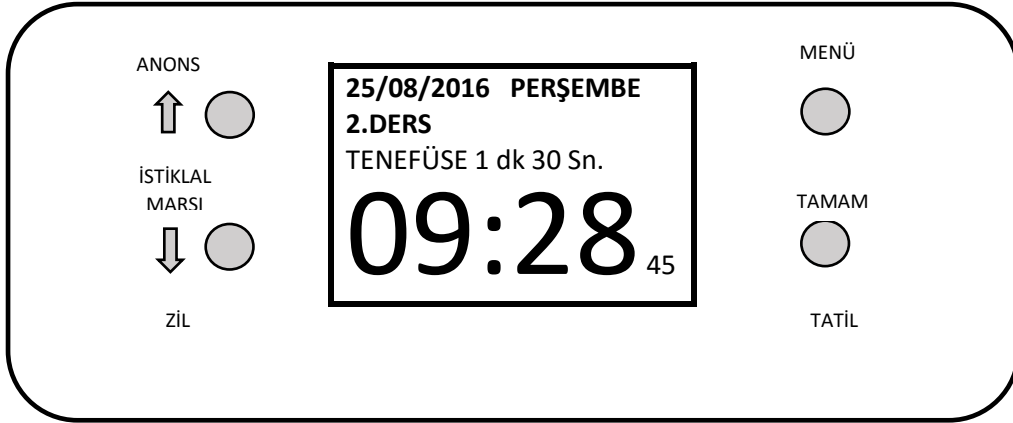 ANONS
İSTİKLAL
MARSI
ZİL
25/08/2016 PERŞEMBE
2.DERS
TENEFÜSE 1 dk 30 Sn.
09:28 45
MENÜ
TAMAM
TATİL